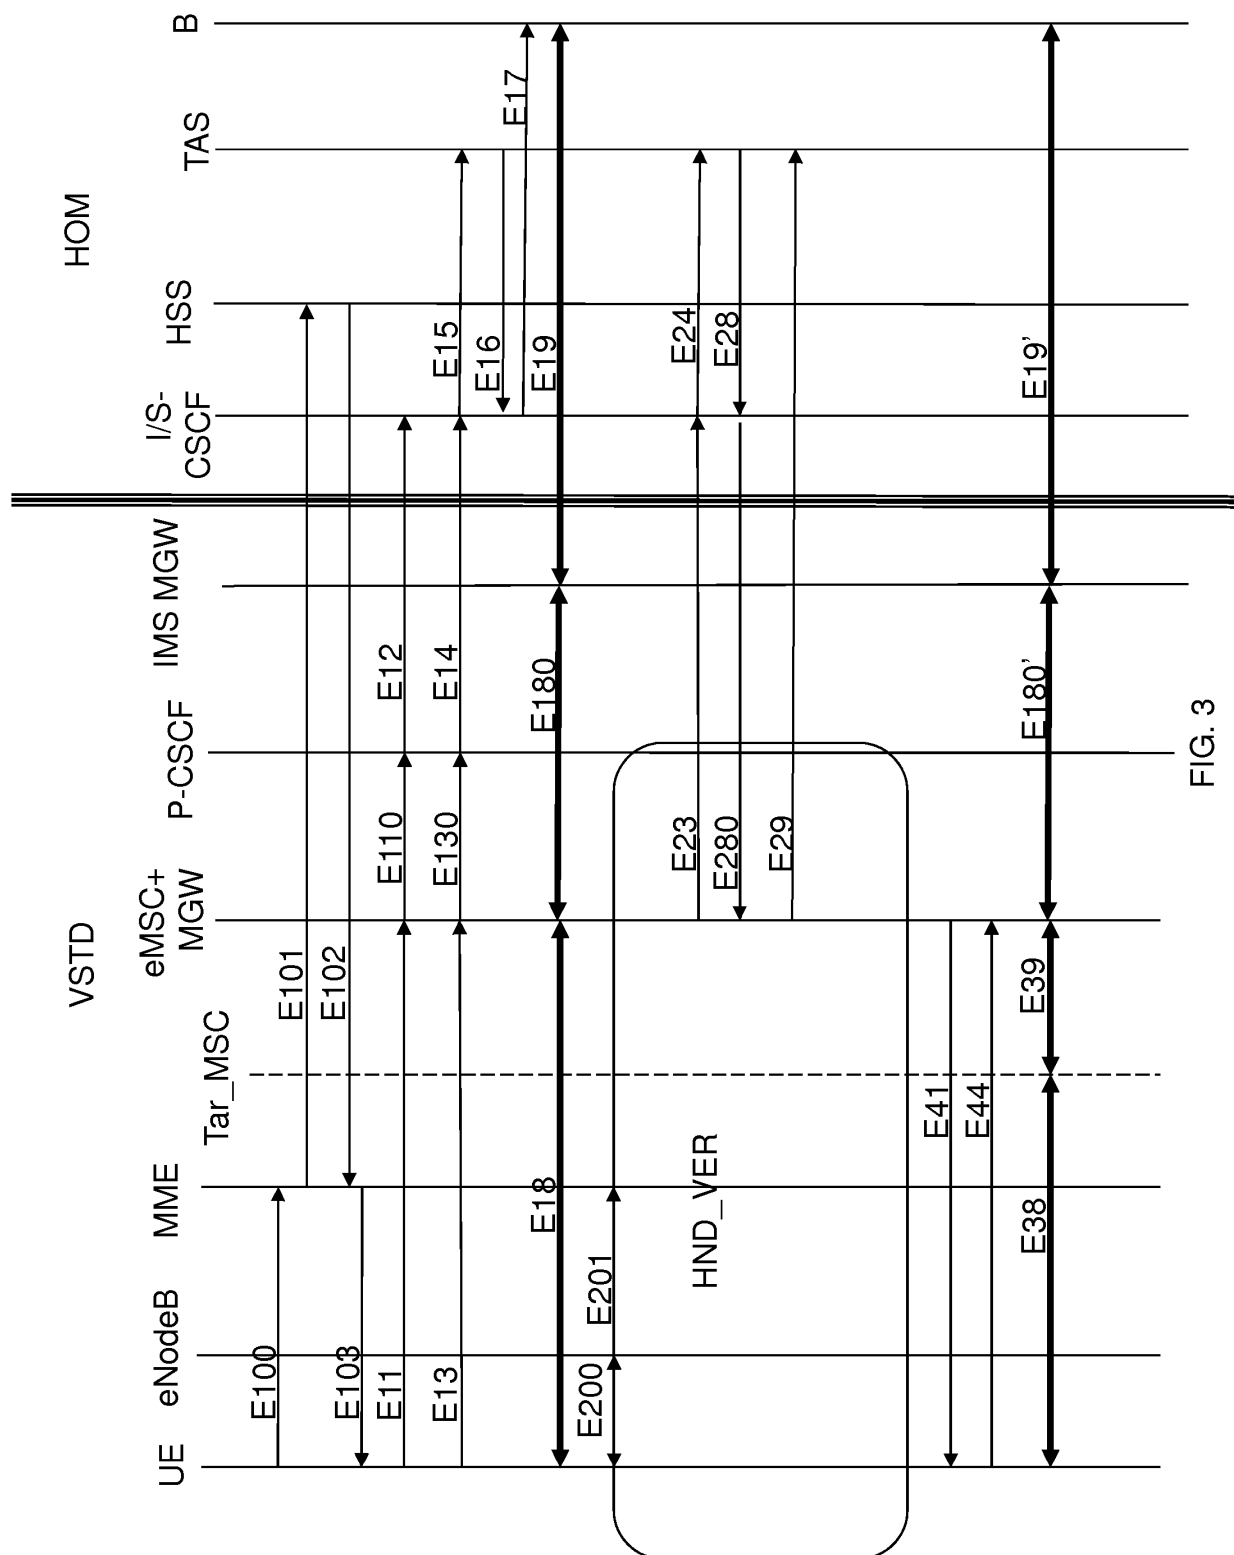 VSTD
HOM
UE
eNodeB
MME
Tar_MSC
eMSC+
MGW
P-CSCF
IMS MGW
I/S-
CSCF
HSS
TAS
B
E100
E101
E102
E103
E11
E110
E12
E13
E130
E14
E15
E16
E17
E18
E180
E19
E200
E201
HND_VER
E23
E24
E280
E28
E29
E41
E44
E38
E39
E180’
E19’
FIG. 3